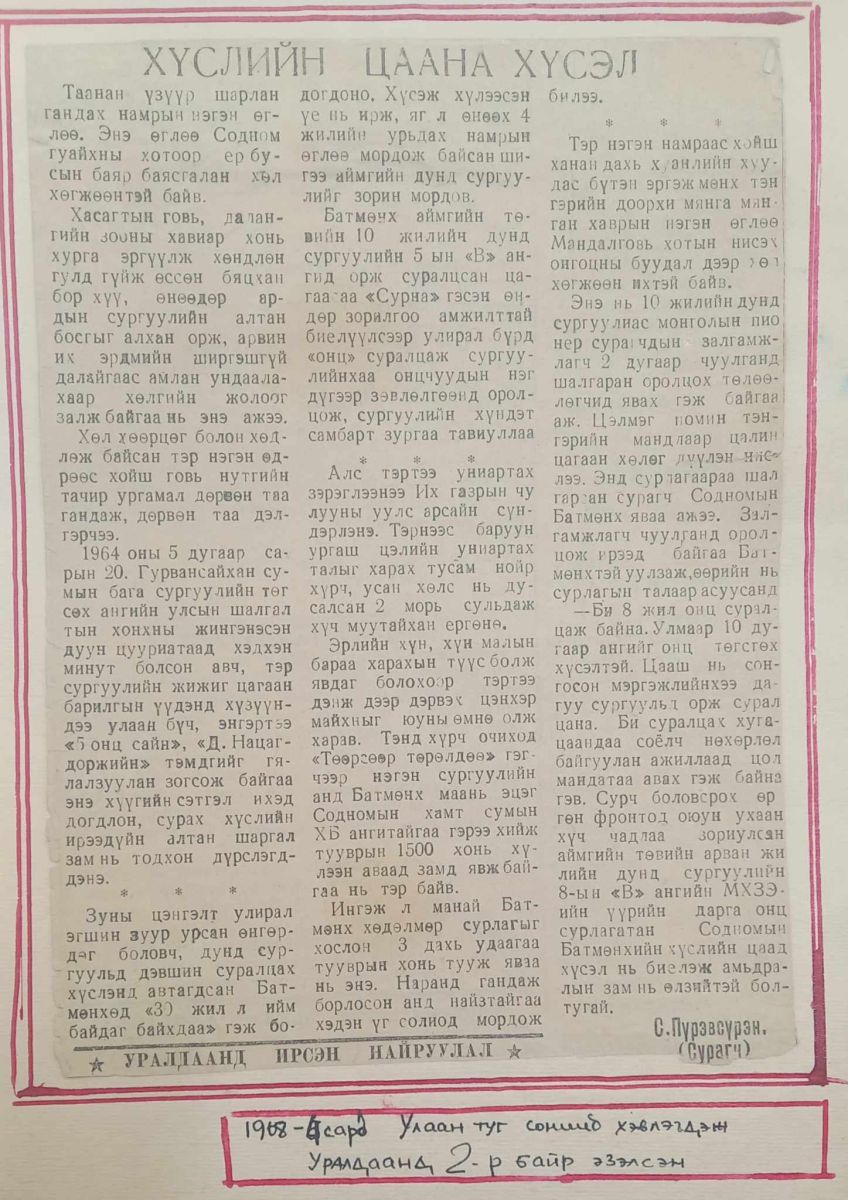 ХҮСЛИЙН ЦААНА ХҮСЭЛ
Таанан үзүүр шарлан
гандах намрын нэгэн өг-
лөө. Энэ өглөө Содном
гуайхны хотоор ер бу-
сын баяр баясгалан хөл
хөгжөөнтэй байв.
Хасагтын говь, далан-
гийн зооны хавиар хонь
хурга эргүүлж хөндлөн
гулд гүйж өссөн бяцхан
бор хүү, өнөөдөр ар-
дын сургуулийн алтан
босгыг алхан орж, арвин
их эрдмийн ширгэшгүй
далайгаас амлан ундаала-
хаар хөлгийн жолоог
залж байгаа нь энэ ажээ.
Хөл хөөрцөг болон хөд-
лөж байсан тэр нэгэн өд-
рөөс хойш говь нутгийн
тачир ургамал дөрвөн таа
гандаж, дөрвөн таа дэл-
гэрчээ.
1964 оны 5 дугаар са-
рын 20. Гурвансайхан су-
мын бага сургуулийн төг
сөх ангийн улсын шалгал
тын хонхны жингэнэсэн
дуун цууриатаад хэдхэн
минут болсон авч, тэр
сургуулийн жижиг цагаан
барилгын үүдэнд хүзүүн-
дээ улаан бүч, энгэртээ
«5 онц сайн», «Д. Нацаг-
доржийн» тэмдгийг гя-
лалзуулан зогсож байгаа
энэ хүүгийн сэтгэл ихэд
догдлон, сурах хүслийн
ирээдүйн алтан шаргал
зам нь тодхон дүрслэгд-
дэнэ.
* * *
Зуны цэнгэлт улирал
эгшин зуур урсан өнгөр-
дөг боловч, дунд сур-
гуульд дэвшин суралцах
хүслэнд автагдсан Бат-
мөнхөд «30 жил л ийм
байдаг байхдаа» гэж бо-
догдоно. Хүсэж хүлээсэн
үе нь ирж, яг л өнөөх 4
жилийн урьдах намрын
өглөө мордож байсан ши-
гээ аймгийн дунд сургуу-
лийг зорин мордов.
Батмөнх аймгийн тө-
вийн 10 жилийн дунд
сургуулийн 5 ын «В» ан-
гид орж суралцсан ца-
гаасаа «Сурна» гэсэн өн-
дөр зорилгоо амжилттай
биелүүлсээр улирал бүрд
«онц» суралцаж сургуу-
лийнхаа онцчуудын нэг
дүгээр зөвлөлгөөнд орол-
цож, сургуулийн хүндэт
самбарт зургаа тавиуллаа
* * *
Алс тэртээ униартах
зэрэглээнээ Их газрын чу
лууны уулс арсайн сүн-
дэрлэнэ. Тэрнээс баруун
ургаш цэлийн униартах
талыг харах тусам нойр
хүрч, усан хөлс нь ду-
салсан 2 морь сульдаж
хүч муутайхан ергөнө.
Эрлийн хүн, хүн малын
бараа харахын түүс болж
явдаг болохоор тэртээ
дэнж дээр дэрвэх цэнхэр
майхныг юуны өмнө олж
харав. Тэнд хүрч очиход
«Төөргөөр төрөлдөө» гэг-
чээр нэгэн сургуулийн
анд Батмөнх маань эцэг
Содномын хамт сумын
ХБ ангитайгаа гэрээ хийж
туурын 1500 хонь хү-
лээн аваад замд явж бай-
гаа нь тэр байв.
Ингэж л манай Бат-
мөнх хөдөлмөр сурлагыг
хослон 3 дахь удаагаа
туурын хонь тууж яваа
нь энэ. Наранд гандаж
борлосон анд найзтайгаа
хэдэн үг солиод мордож
билээ.
* * *
Тэр нэгэн намраас хойш
ханан дахь хуанлийн хуу-
дас бүтэн эргэж мөнх тэн
гэрийн доорхи мянга мян-
ган хаврын нэгэн өглөө
Мандалговь хотын нисэх
онгоцны буудал дээр хөл
хөгжөөн ихтэй байв.
Энэ нь 10 жилийн дунд
сургуулиас монголын пио
нер сурагчдын залгамж-
лагч 2 дугаар чуулганд
шалгаран оролцох төлөө-
лөгчид явах гэж байгаа
аж. Цэлмэг номин тэн-
гэрийн мандлаар цалин
цагаан хөлөг дүүлэн нис-
лээ. Энд сурлагаараа шал
гарсан сурагч Содномын
Батмөнх яваа ажээ. Зал-
гамжлагч чуулганд орол-
цож ирээд байгаа Бат-
мөнхтэй уулзаж, өөрийн нь
сурлагын талаар асуусанд
—Би 8 жил онц сурал-
цаж байна. Улмаар 10 ду-
гаар ангийг онц төгсгөх
хүсэлтэй. Цааш нь сон-
госон мэргэжлийнхээ да-
гуу сургуульд орж сурал
цана. Би суралцах хуга-
цаандаа соёлч нөхөрлөл
байгуулан ажиллаад цол
мандатаа авах гэж байна
гэв. Сурч боловсрох өр
гөн фронтод оюун ухаан
хүч чадлаа зориулсан
аймгийн төвийн арван жи
лийн дунд сургуулийн
8-ын «В» ангийн МХЗЭ-
ийн үүрийн дарга онц
сурлагатан Содномын
Батмөнхийн хүслийн цаад
хүсэл нь биелэж амьдра-
лын зам нь өлзийтэй бол-
тугай.
С. Пүрэвсүрэн.
(Сурагч)
★ УРАЛДААНД ИРСЭН НАЙРУУЛАЛ ★
Улаан туг сонинд хэвлэгдэж
Уралдаанд 2-р байр эзэлсэн